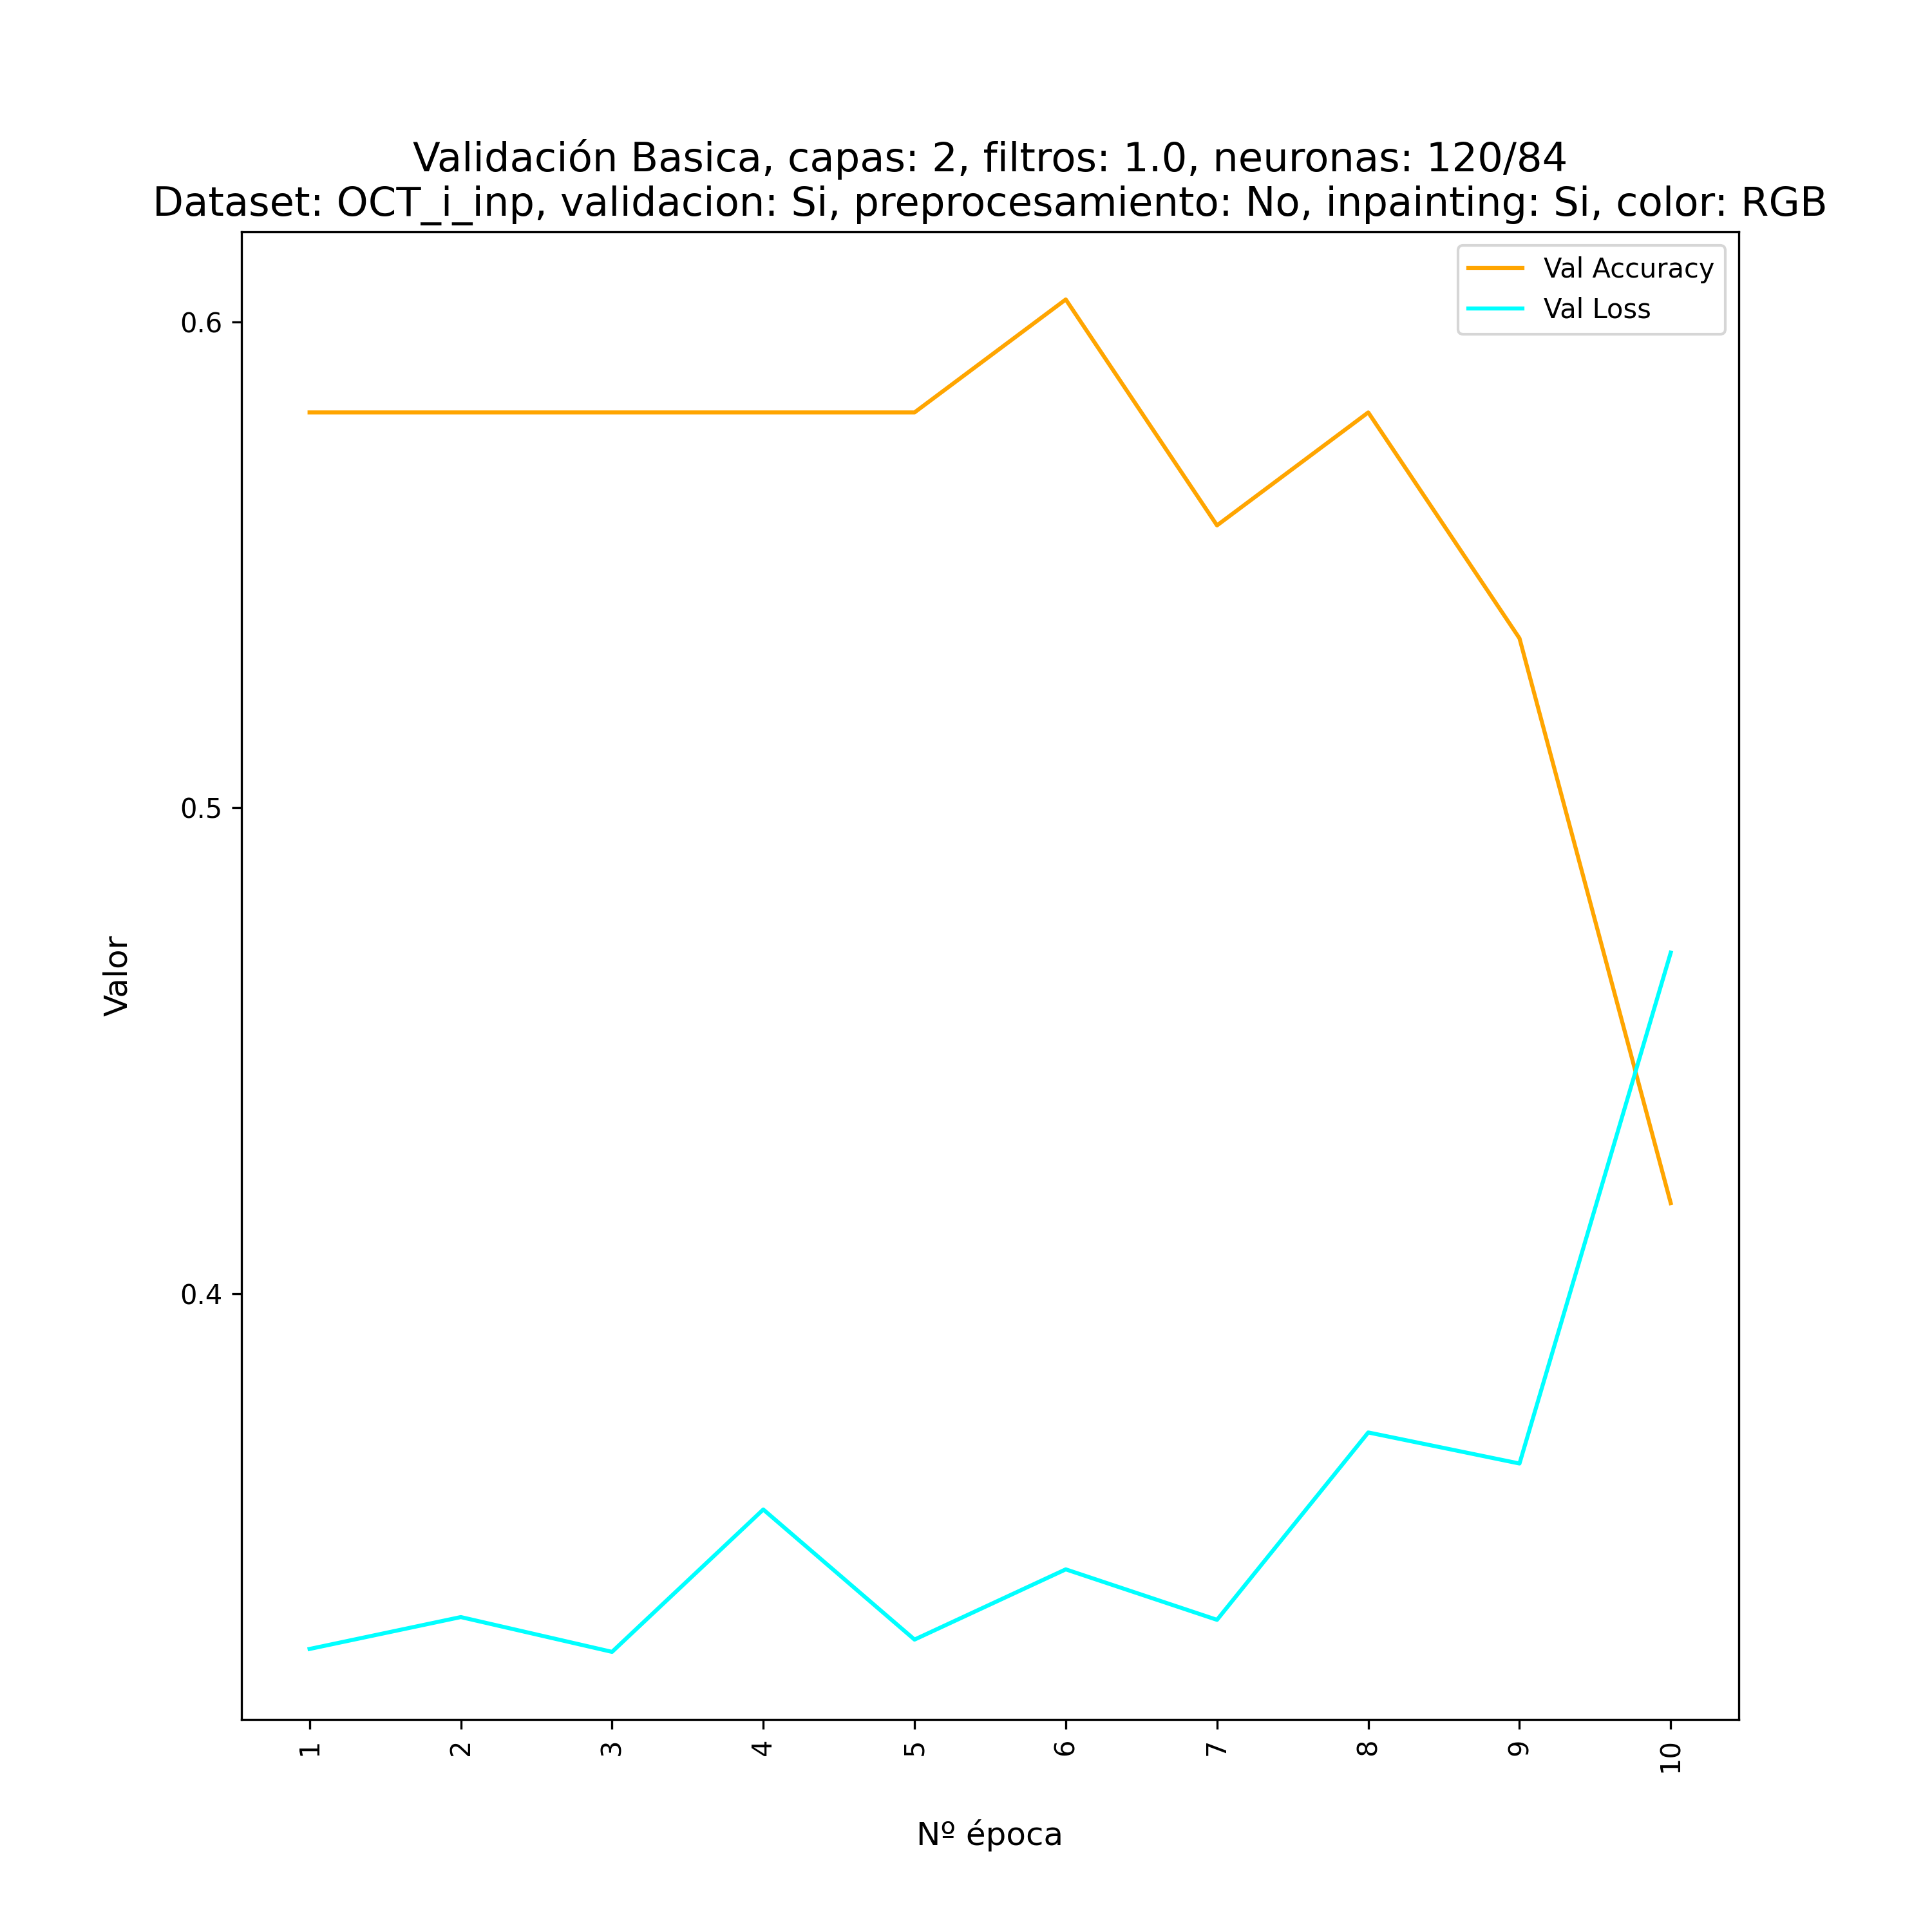 Validación Basica, capas: 2, filtros: 1.0, neuronas: 120/84
Dataset: OCT_i_inp, validacion: Si, preprocesamiento: No, inpainting: Si, color: RGB
Val Accuracy
Val Loss
0.6
0.5
0.4
Valor
1 2 3 4 5 6 7 8 9 10
Nº época